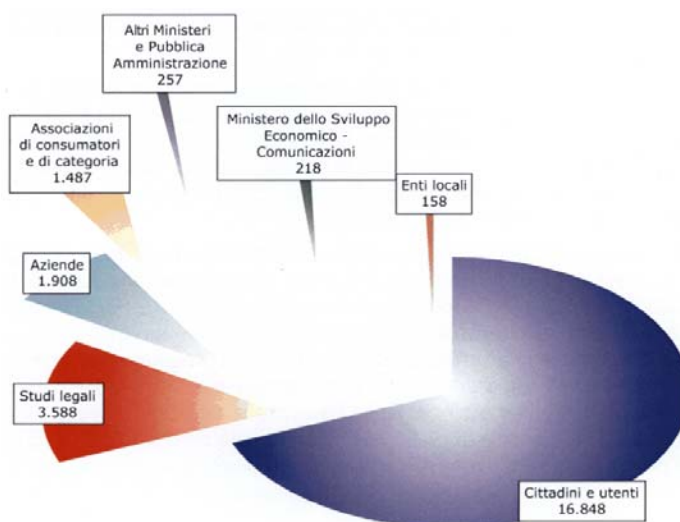 Altri Ministeri
e Pubblica
Amministrazione
257
Ministero dello Sviluppo
Economico -
Comunicazioni
218
Associazioni
di consumatori
e di categoria
1.487
Enti locali
158
Aziende
1.908
Studi legali
3.588
Cittadini e utenti
16.848